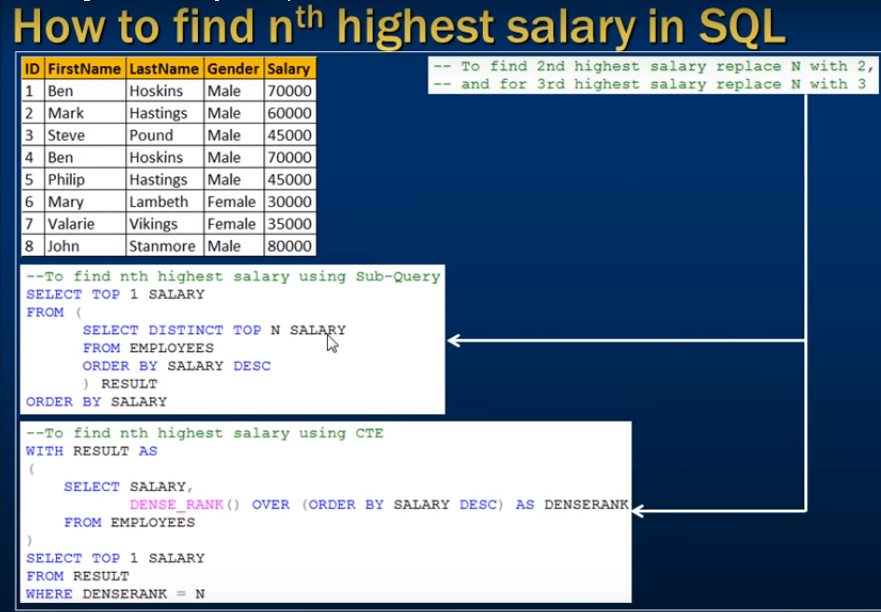 How to find nth highest salary in SQL
ID FirstName LastName Gender Salary
1 Ben Hoskins Male 70000
2 Mark Hastings Male 60000
3 Steve Pound Male 45000
4 Ben Hoskins Male 70000
5 Philip Hastings Male 45000
6 Mary Lambeth Female 30000
7 Valarie Vikings Female 35000
8 John Stanmore Male 80000
-- To find 2nd highest salary replace N with 2,
-- and for 3rd highest salary replace N with 3
--To find nth highest salary using Sub-Query
SELECT TOP 1 SALARY
FROM (
SELECT DISTINCT TOP N SALARY
FROM EMPLOYEES
ORDER BY SALARY DESC
) RESULT
ORDER BY SALARY
--To find nth highest salary using CTE
WITH RESULT AS
(
SELECT SALARY,
DENSE_RANK() OVER (ORDER BY SALARY DESC) AS DENSERANK
FROM EMPLOYEES
)
SELECT TOP 1 SALARY
FROM RESULT
WHERE DENSERANK = N